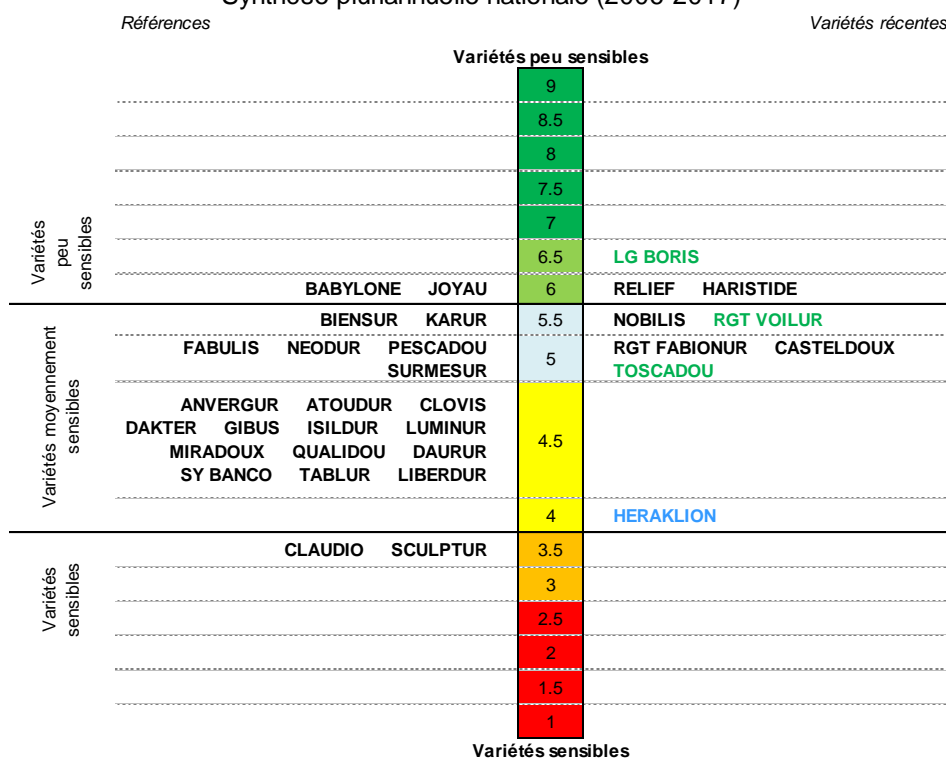 Références Variétés récentes
Variétés peu sensibles
9
8.5
8
7.5
7
Variétés
peu
sensibles
6.5 LG BORIS
BABYLONE JOYAU 6 RELIEF HARISTIDE
Variétés moyennement
sensibles
BIENSUR KARUR 5.5 NOBILIS RGT VOILUR
FABULIS NEODUR PESCADOU 5 RGT FABIONUR CASTELDOUX
SURMESUR TOSCADOU
ANVERGUR ATOUDUR CLOVIS
DAKTER GIBUS ISILDUR LUMINUR
4.5
MIRADOUX QUALIDOU DAURUR
SY BANCO TABLUR LIBERDUR
4 HERAKLION
Variétés
sensibles
CLAUDIO SCULPTUR 3.5
3
2.5
2
1.5
1
Variétés sensibles